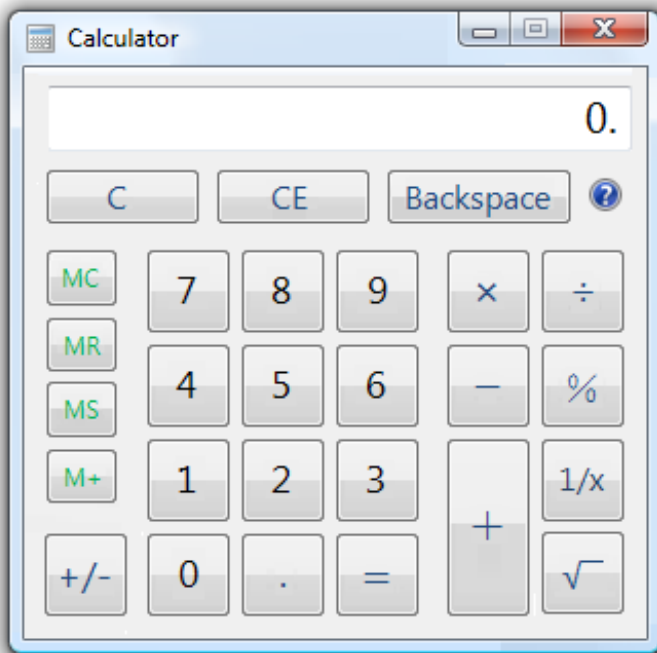 Calculator
0.
C CE Backspace ?
MC 7 8 9 × ÷
MR 4 5 6 − %
MS
M+ 1 2 3 + 1/x
+/- 0 . = √